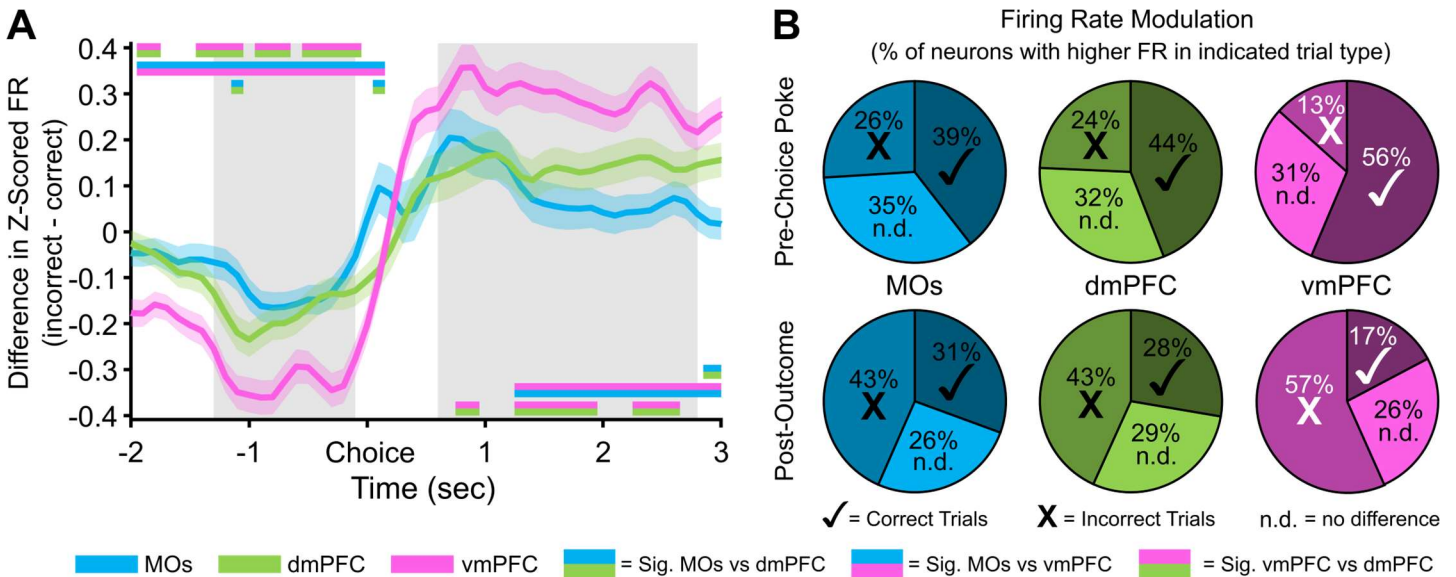 A
Difference in Z-Scored FR
(incorrect - correct)
0.4
0.3
0.2
0.1
0
-0.1
-0.2
-0.3
-0.4
-2
-1
Choice
1
2
3
Time (sec)
B
Firing Rate Modulation
(% of neurons with higher FR in indicated trial type)
Pre-Choice Poke
26%
X
39%
✓
35%
n.d.
24%
X
44%
✓
32%
n.d.
13%
X
56%
✓
31%
n.d.
MOs
dmPFC
vmPFC
Post-Outcome
43%
X
31%
✓
26%
n.d.
43%
X
28%
✓
29%
n.d.
57%
X
17%
✓
26%
n.d.
✓ = Correct Trials
X = Incorrect Trials
n.d. = no difference
MOs
dmPFC
vmPFC
= Sig. MOs vs dmPFC
= Sig. MOs vs vmPFC
= Sig. vmPFC vs dmPFC